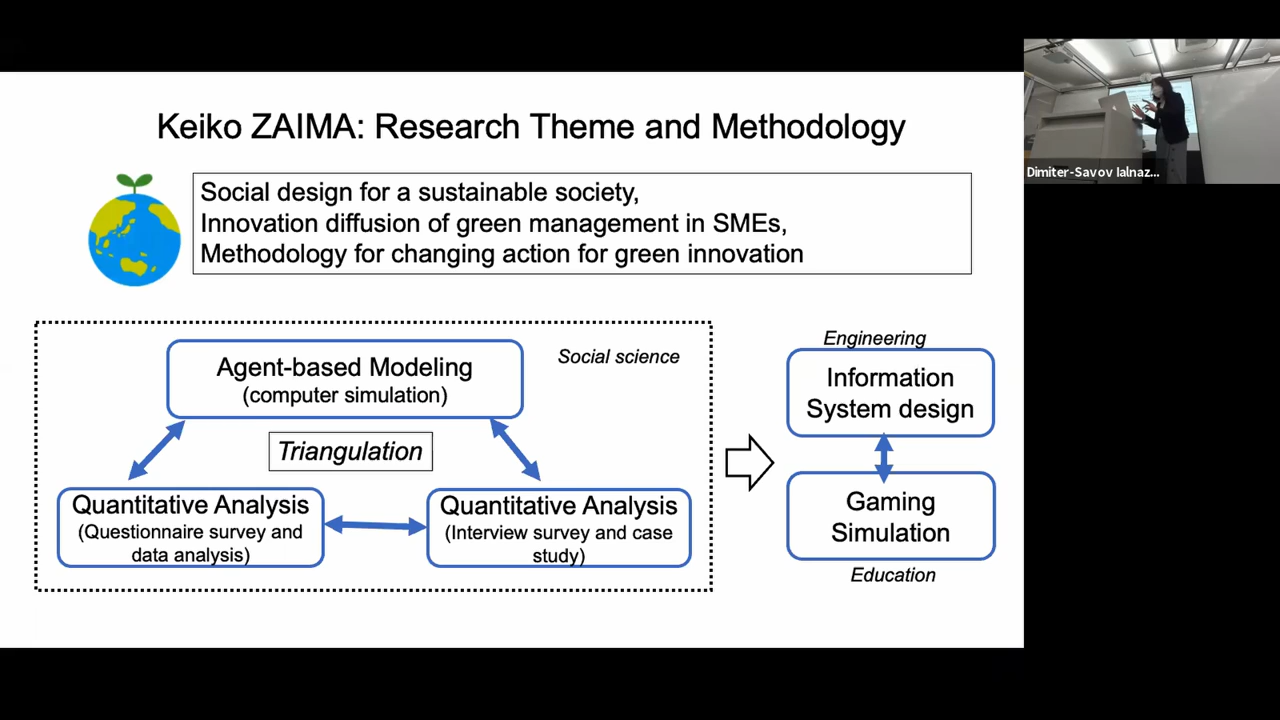 Keiko ZAIMA: Research Theme and Methodology
Social design for a sustainable society,
Innovation diffusion of green management in SMEs,
Methodology for changing action for green innovation
Social science
Agent-based Modeling
(computer simulation)
Triangulation
Quantitative Analysis
(Questionnaire survey and
data analysis)
Quantitative Analysis
(Interview survey and case
study)
Engineering
Information
System design
Gaming
Simulation
Education
Dimiter-Savov Ialnaz...